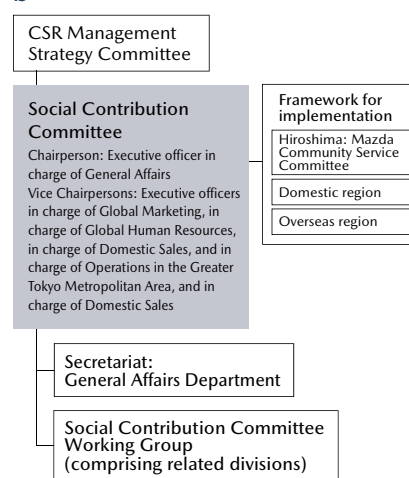 CSR Management
Strategy Committee
Social Contribution
Committee
Chairperson: Executive officer in
charge of General Affairs
Vice Chairpersons: Executive officers
in charge of Global Marketing, in
charge of Global Human Resources,
in charge of Domestic Sales, and in
charge of Operations in the Greater
Tokyo Metropolitan Area, and in
charge of Domestic Sales
Framework for
implementation
Hiroshima: Mazda
Community Service
Committee
Domestic region
Overseas region
Secretariat:
General Affairs Department
Social Contribution Committee
Working Group
(comprising related divisions)